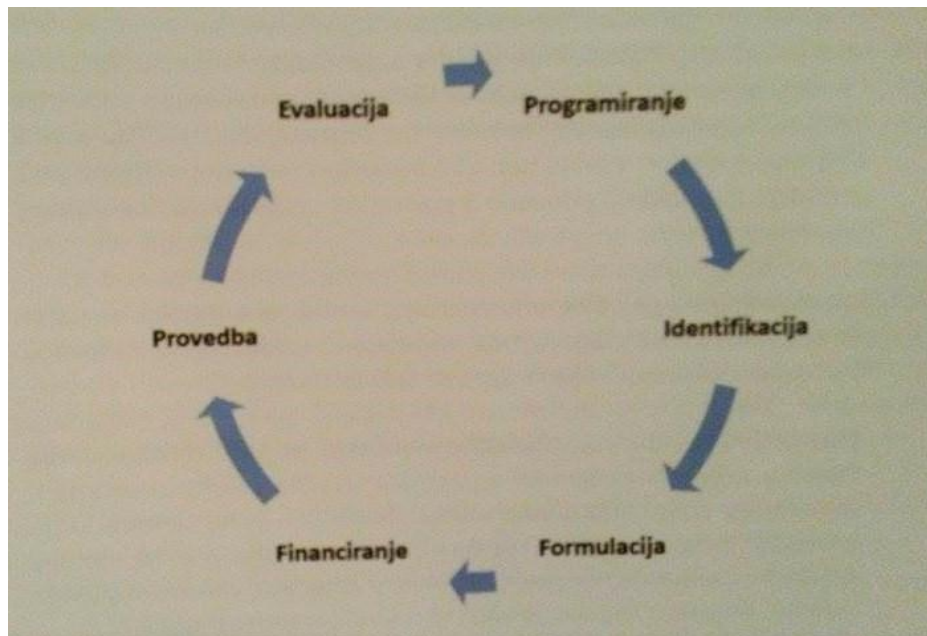 Evaluacija
Programiranje
Identifikacija
Formulacija
Financiranje
Provedba